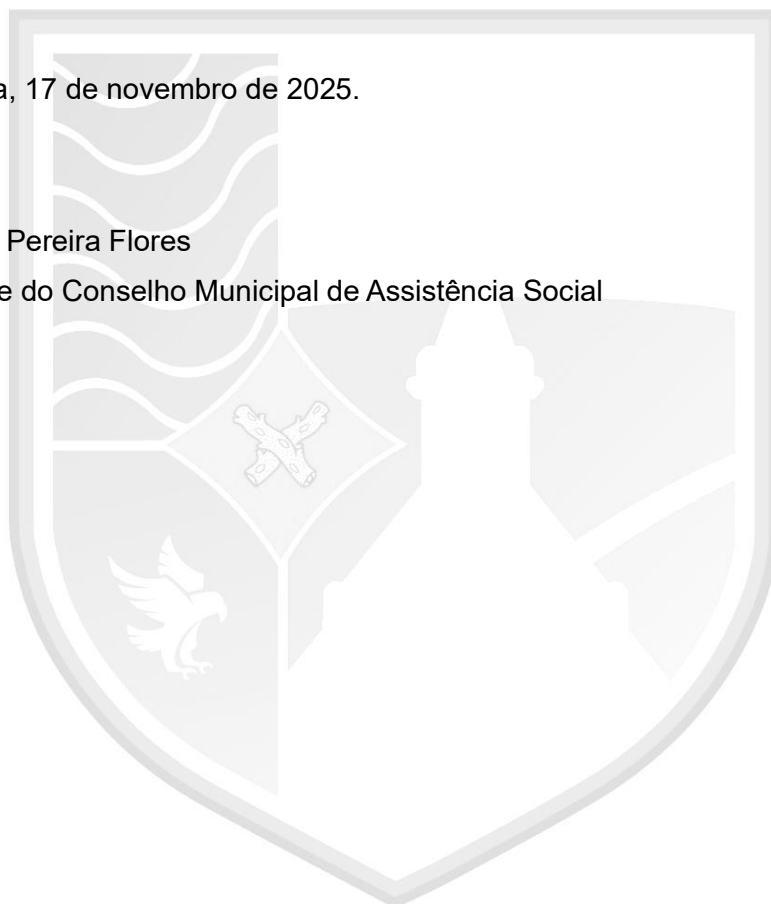 a, 17 de novembro de 2025.
Pereira Flores
e do Conselho Municipal de Assistência Social